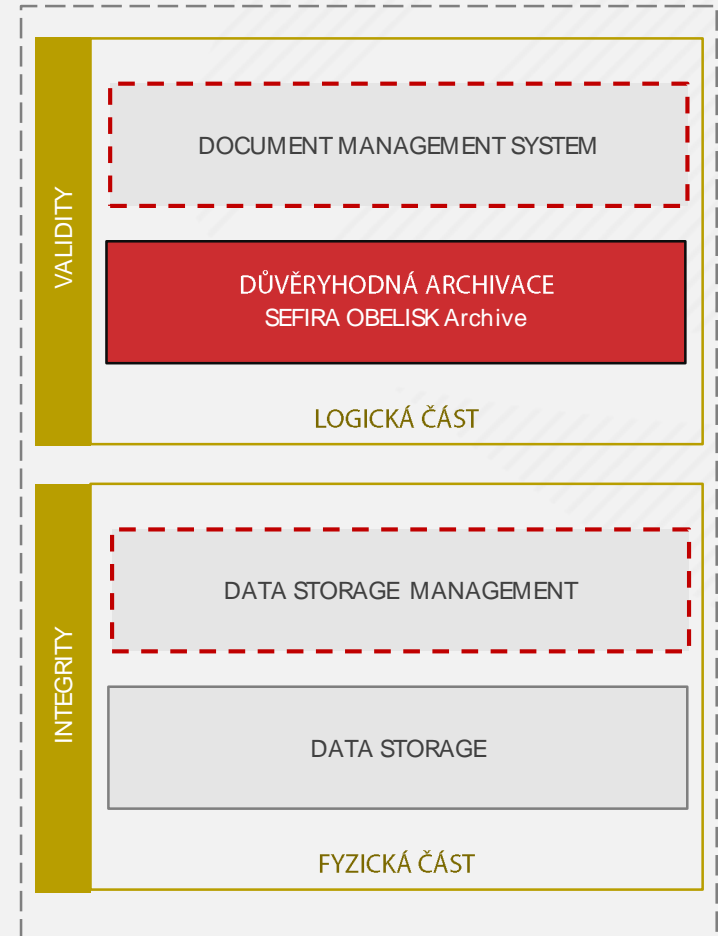 VALIDITY
DOCUMENT MANAGEMENT SYSTEM
DŮVĚRYHODNÁ ARCHIVACE
SEFIRA OBELISK Archive
LOGICKÁ ČÁST
INTEGRITY
DATA STORAGE MANAGEMENT
DATA STORAGE
FYZICKÁ ČÁST